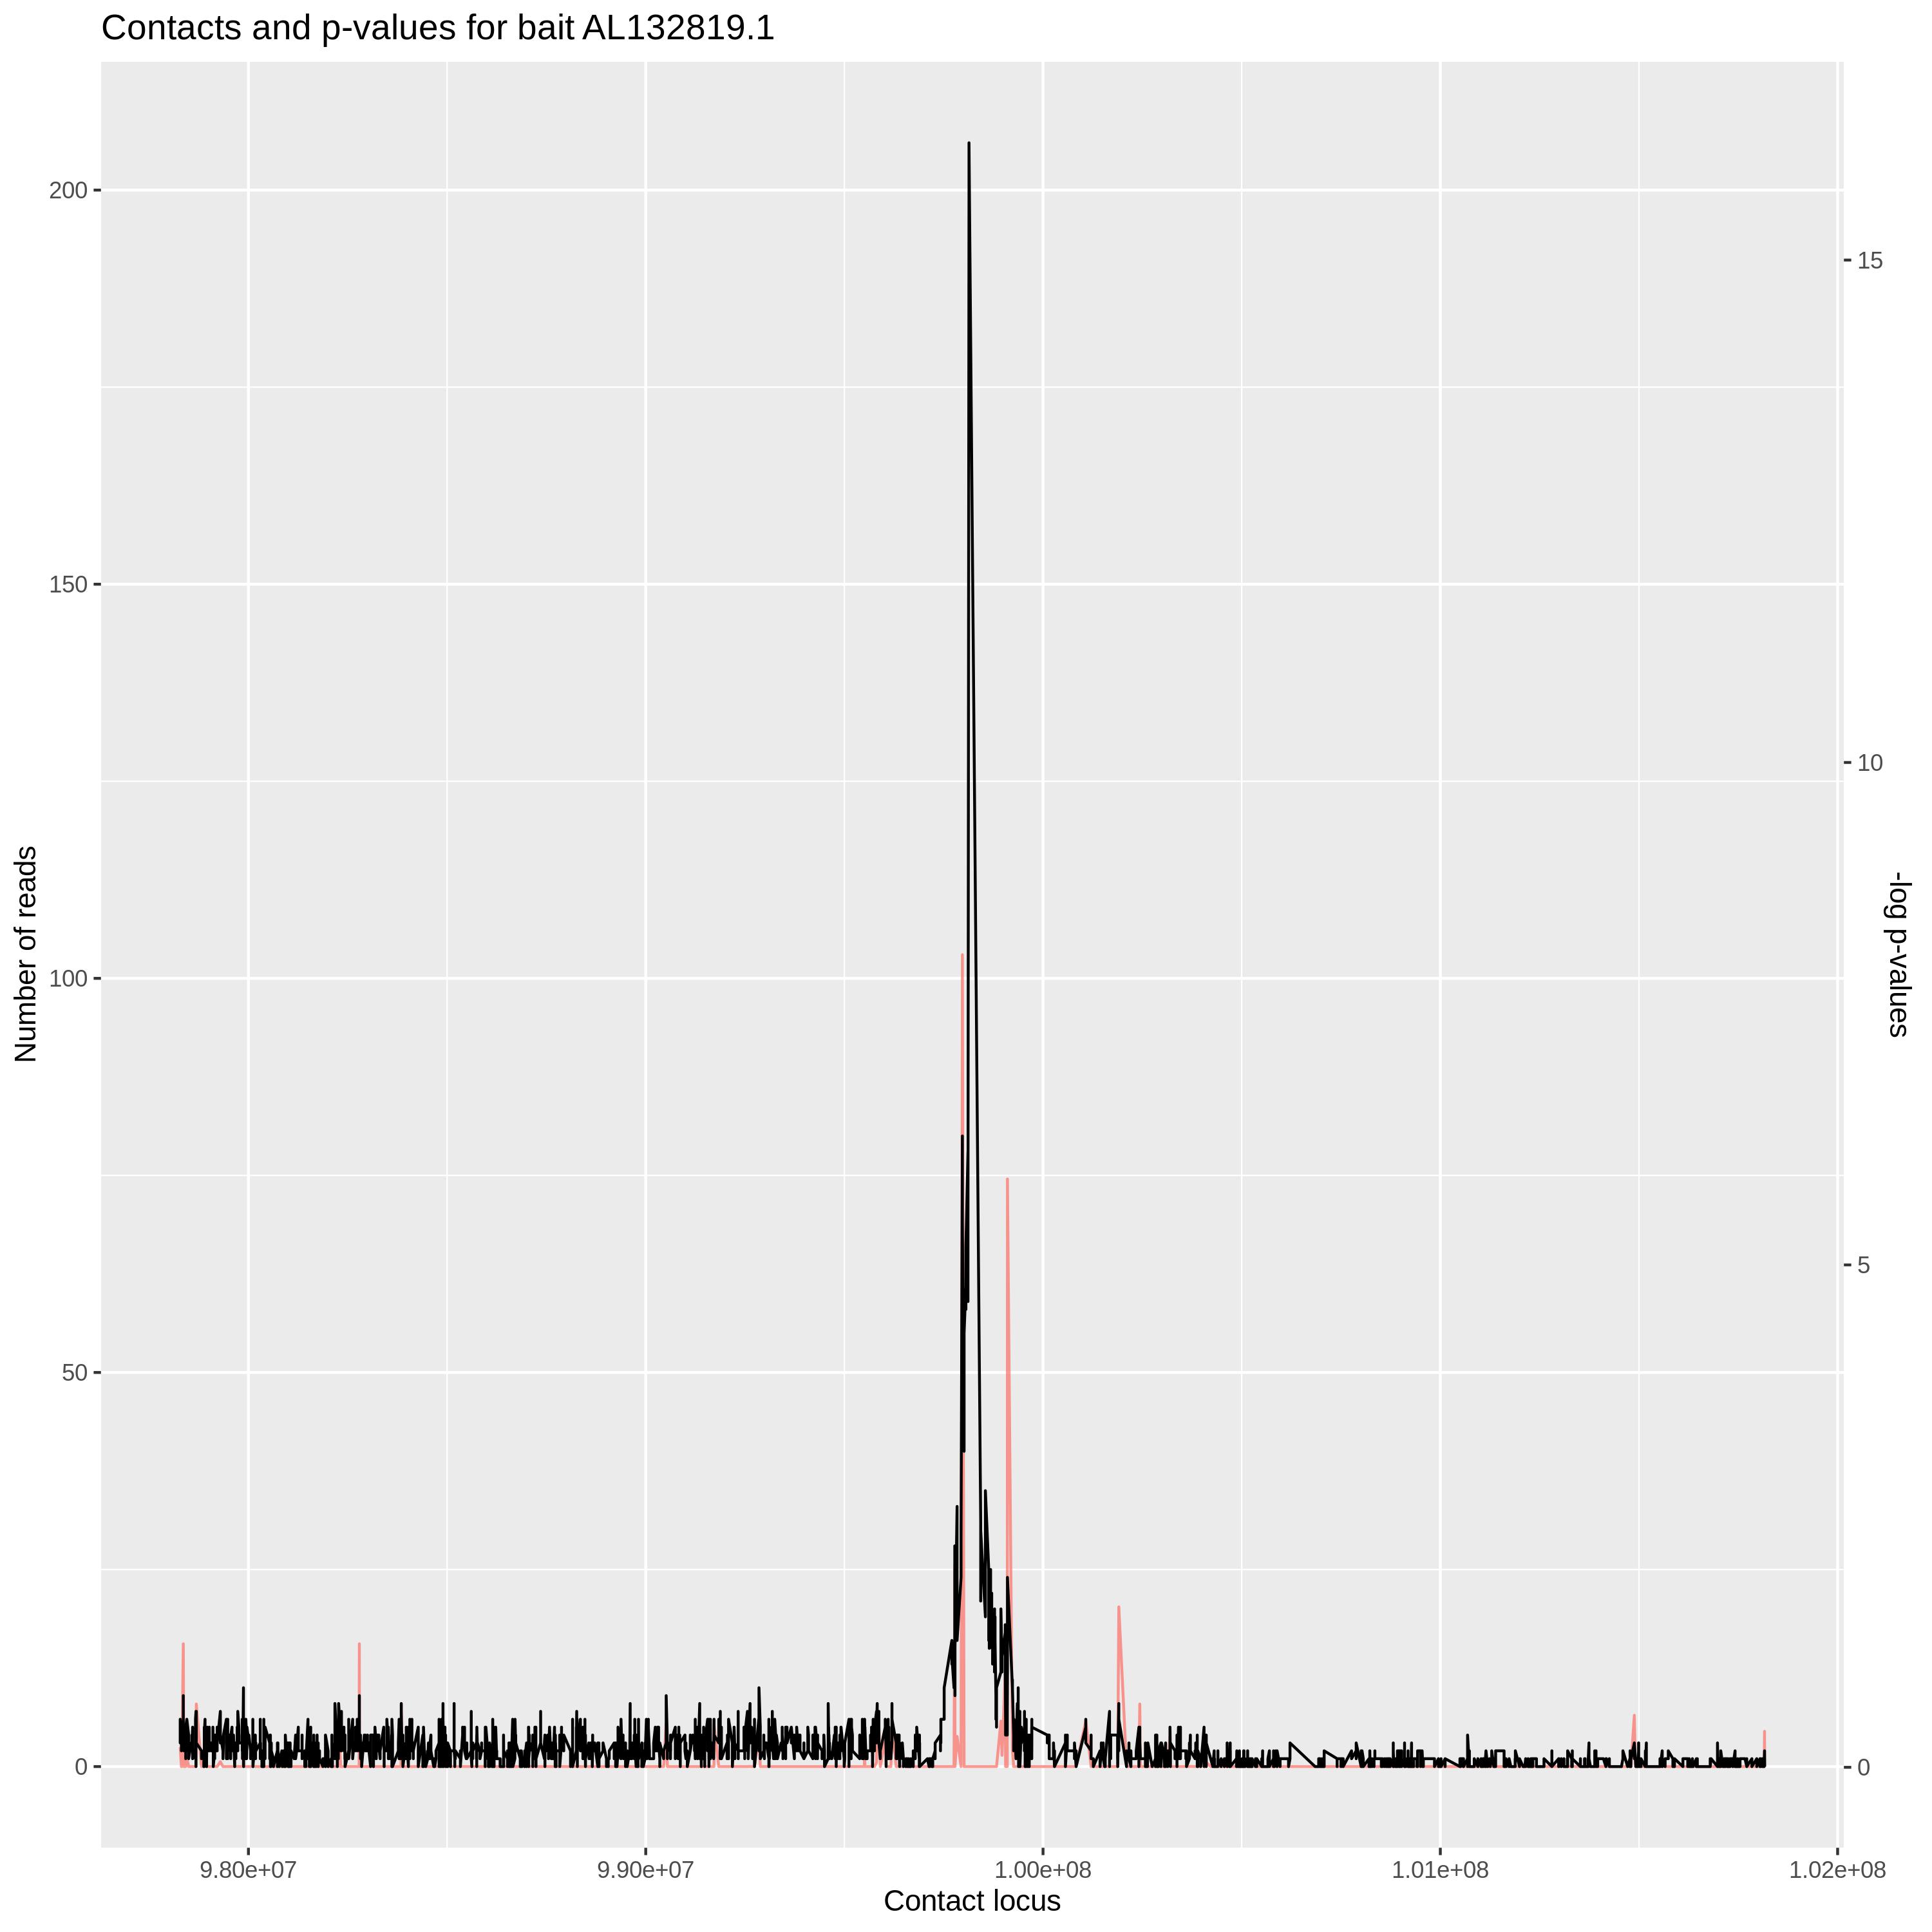 Contacts and p-values for bait AL132819.1
200
150
100
50
0
15
10
5
0
Number of reads
-log p-values
9.80e+07
9.90e+07
1.00e+08
1.01e+08
1.02e+08
Contact locus